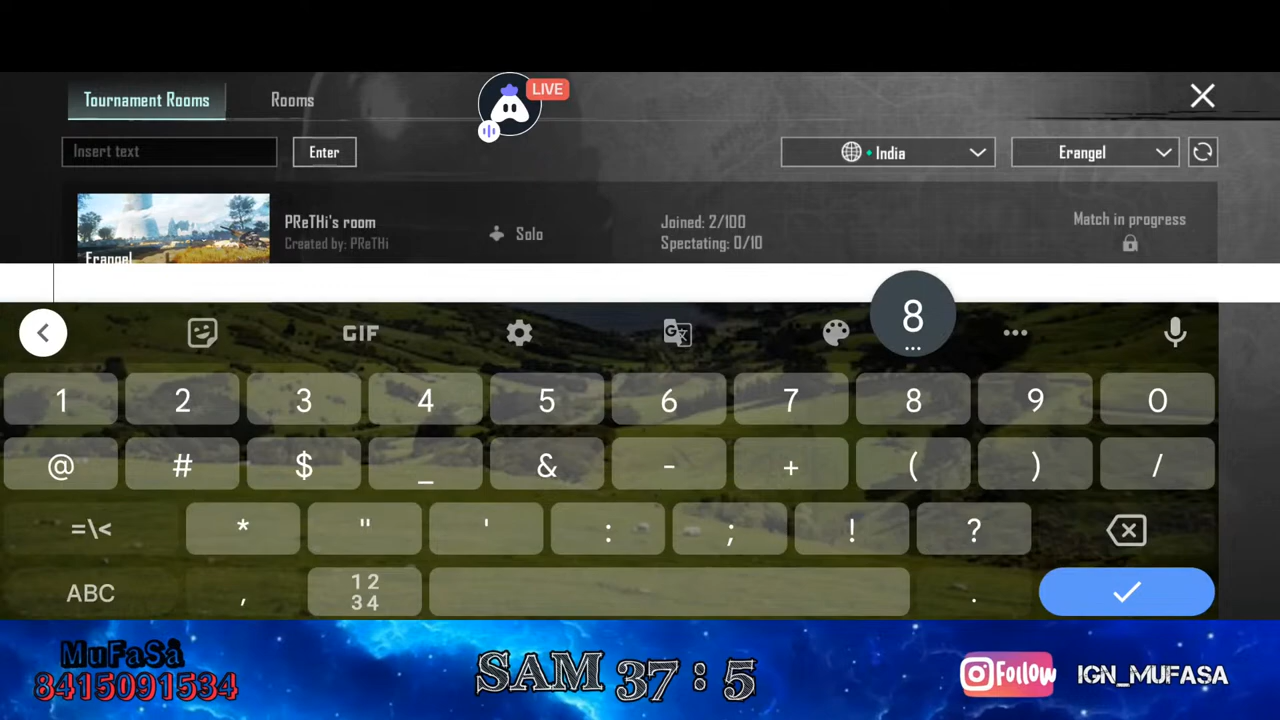 Tournament Rooms Rooms LIVE
Insert text Enter India Erangel
PReTHi's room Joined: 2/100 Match in progress
Created by: PReTHi Solo Spectating: 0/10
Erangel
8
GIF
1 2 3 4 5 6 7 8 9 0
@ # $ _ & - + ( ) /
=\< * " ' : ; ! ?
ABC , 12 34 .
MuFaSâ
8415091534
SAM 37 : 5
Follow IGN_MUFASA